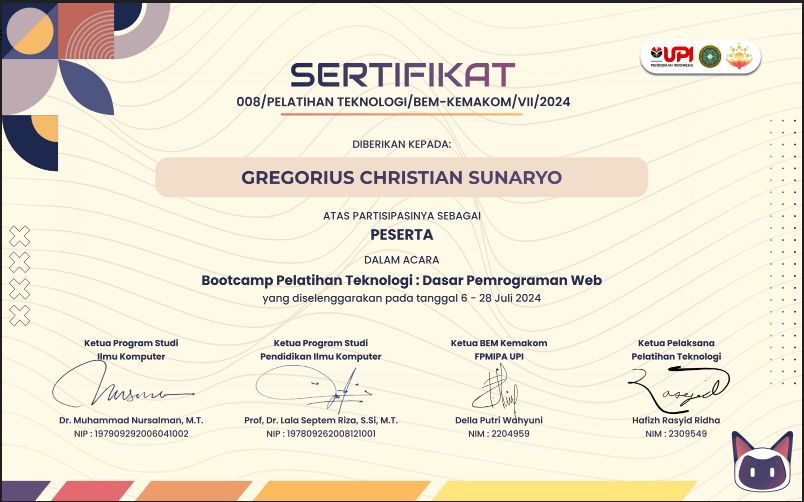 SERTIFIKAT
008/PELATIHAN TEKNOLOGI/BEM-KEMAKOM/VII/2024
UPI
PENDIDIKAN INDONESIA
DIBERIKAN KEPADA:
GREGORIUS CHRISTIAN SUNARYO
ATAS PARTISIPASINYA SEBAGAI
PESERTA
DALAM ACARA
Bootcamp Pelatihan Teknologi : Dasar Pemrograman Web
yang diselenggarakan pada tanggal 6 - 28 Juli 2024
Ketua Program Studi
Ilmu Komputer
Dr. Muhammad Nursalman, M.T.
NIP : 197909292006041002
Ketua Program Studi
Pendidikan Ilmu Komputer
Prof, Dr. Lala Septem Riza, S.Si, M.T.
NIP : 197809262008121001
Ketua BEM Kemakom
FPMIPA UPI
Della Putri Wahyuni
NIM : 2204959
Ketua Pelaksana
Pelatihan Teknologi
Rasyid
Hafizh Rasyid Ridha
NIM : 2309549